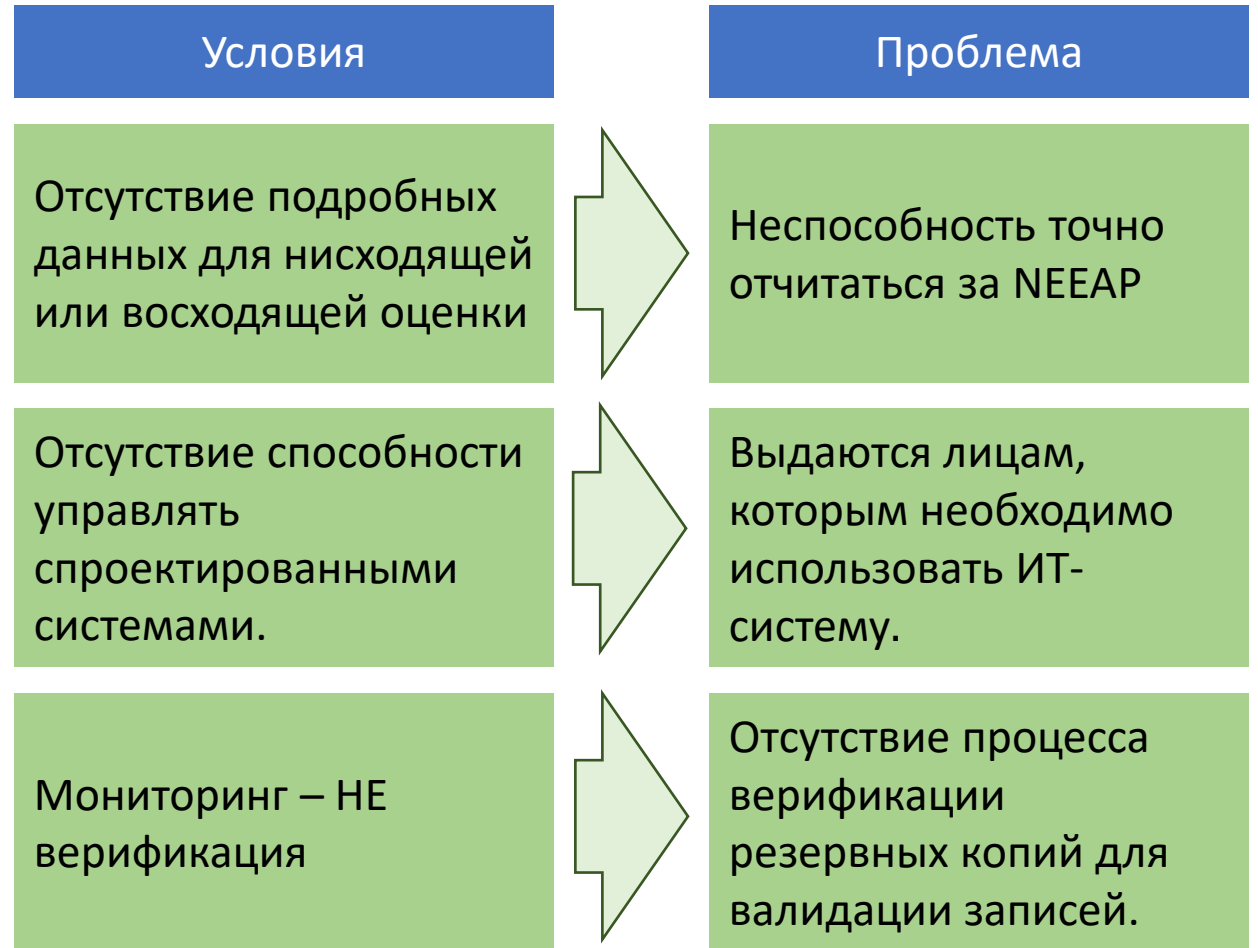 Условия
Проблема
Отсутствие подробных
данных для нисходящей
или восходящей оценки
Неспособность точно
отчитаться за NEEAP
Отсутствие способности
управлять
спроектированными
системами.
Выдаются лицам,
которым необходимо
использовать ИТ-
систему.
Мониторинг – НЕ
верификация
Отсутствие процесса
верификации
резервных копий для
валидации записей.